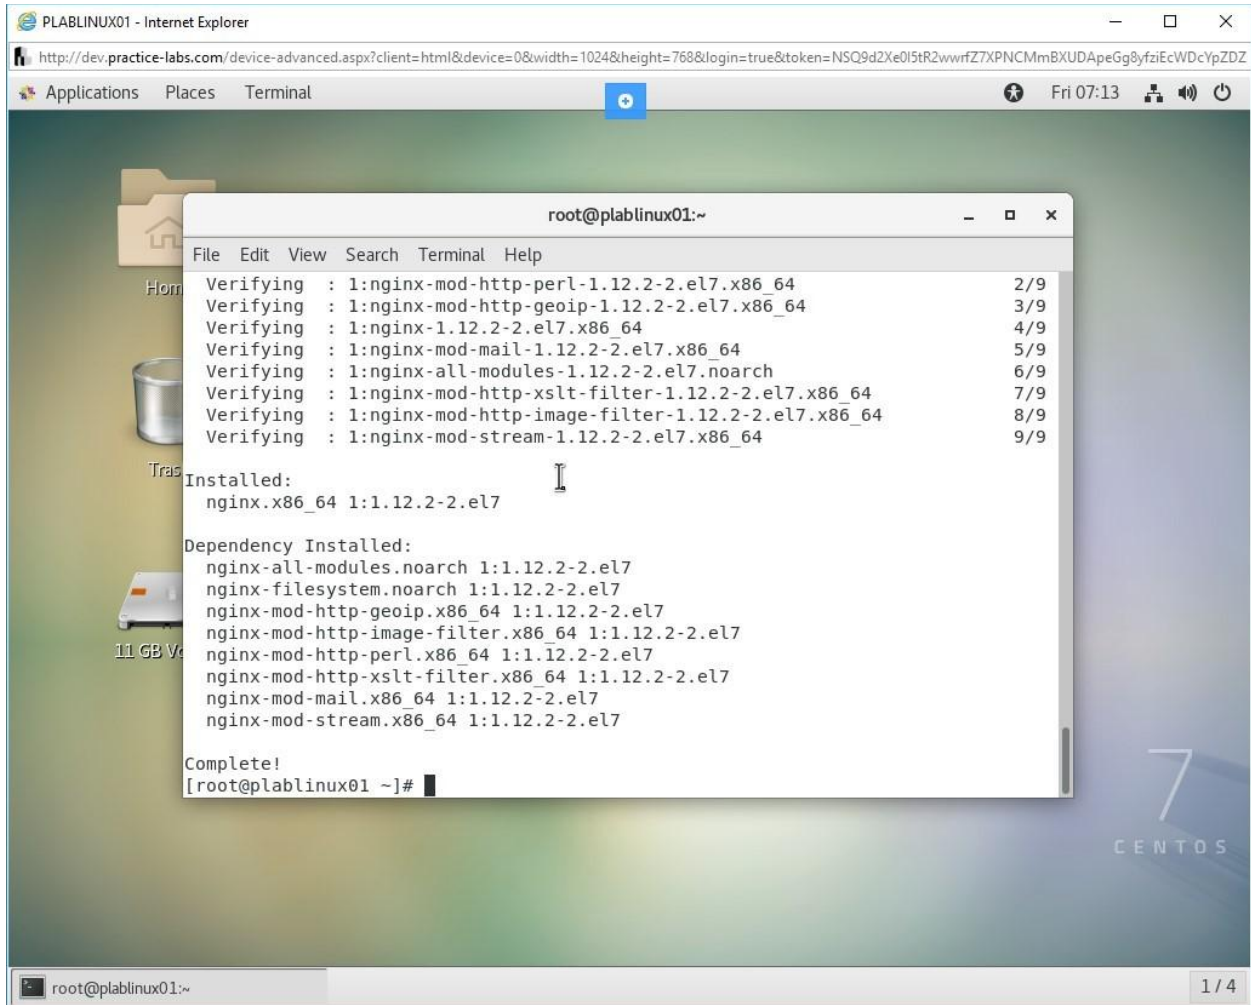 PLABLINUX01 - Internet Explorer
http://dev.practice-labs.com/device-advanced.aspx?client=html&device=0&width=1024&height=768&login=true&token=NSQ9d2Xe0I5tR2wwrfZ7XPNCMmBXUDApeGg8yfziEcWDcYpZDZ
Applications Places Terminal Fri 07:13
root@plablinux01:~
File Edit View Search Terminal Help
Verifying : 1:nginx-mod-http-perl-1.12.2-2.el7.x86_64 2/9
Verifying : 1:nginx-mod-http-geoip-1.12.2-2.el7.x86_64 3/9
Verifying : 1:nginx-1.12.2-2.el7.x86_64 4/9
Verifying : 1:nginx-mod-mail-1.12.2-2.el7.x86_64 5/9
Verifying : 1:nginx-all-modules-1.12.2-2.el7.noarch 6/9
Verifying : 1:nginx-mod-http-xslt-filter-1.12.2-2.el7.x86_64 7/9
Verifying : 1:nginx-mod-http-image-filter-1.12.2-2.el7.x86_64 8/9
Verifying : 1:nginx-mod-stream-1.12.2-2.el7.x86_64 9/9
Installed:
nginx.x86_64 1:1.12.2-2.el7
Dependency Installed:
nginx-all-modules.noarch 1:1.12.2-2.el7
nginx-filesystem.noarch 1:1.12.2-2.el7
nginx-mod-http-geoip.x86_64 1:1.12.2-2.el7
nginx-mod-http-image-filter.x86_64 1:1.12.2-2.el7
nginx-mod-http-perl.x86_64 1:1.12.2-2.el7
nginx-mod-http-xslt-filter.x86_64 1:1.12.2-2.el7
nginx-mod-mail.x86_64 1:1.12.2-2.el7
nginx-mod-stream.x86_64 1:1.12.2-2.el7
Complete!
[root@plablinux01 ~]#
Hom
Tras
11 GB Vo
7
CENTOS
root@plablinux01:~
1 / 4